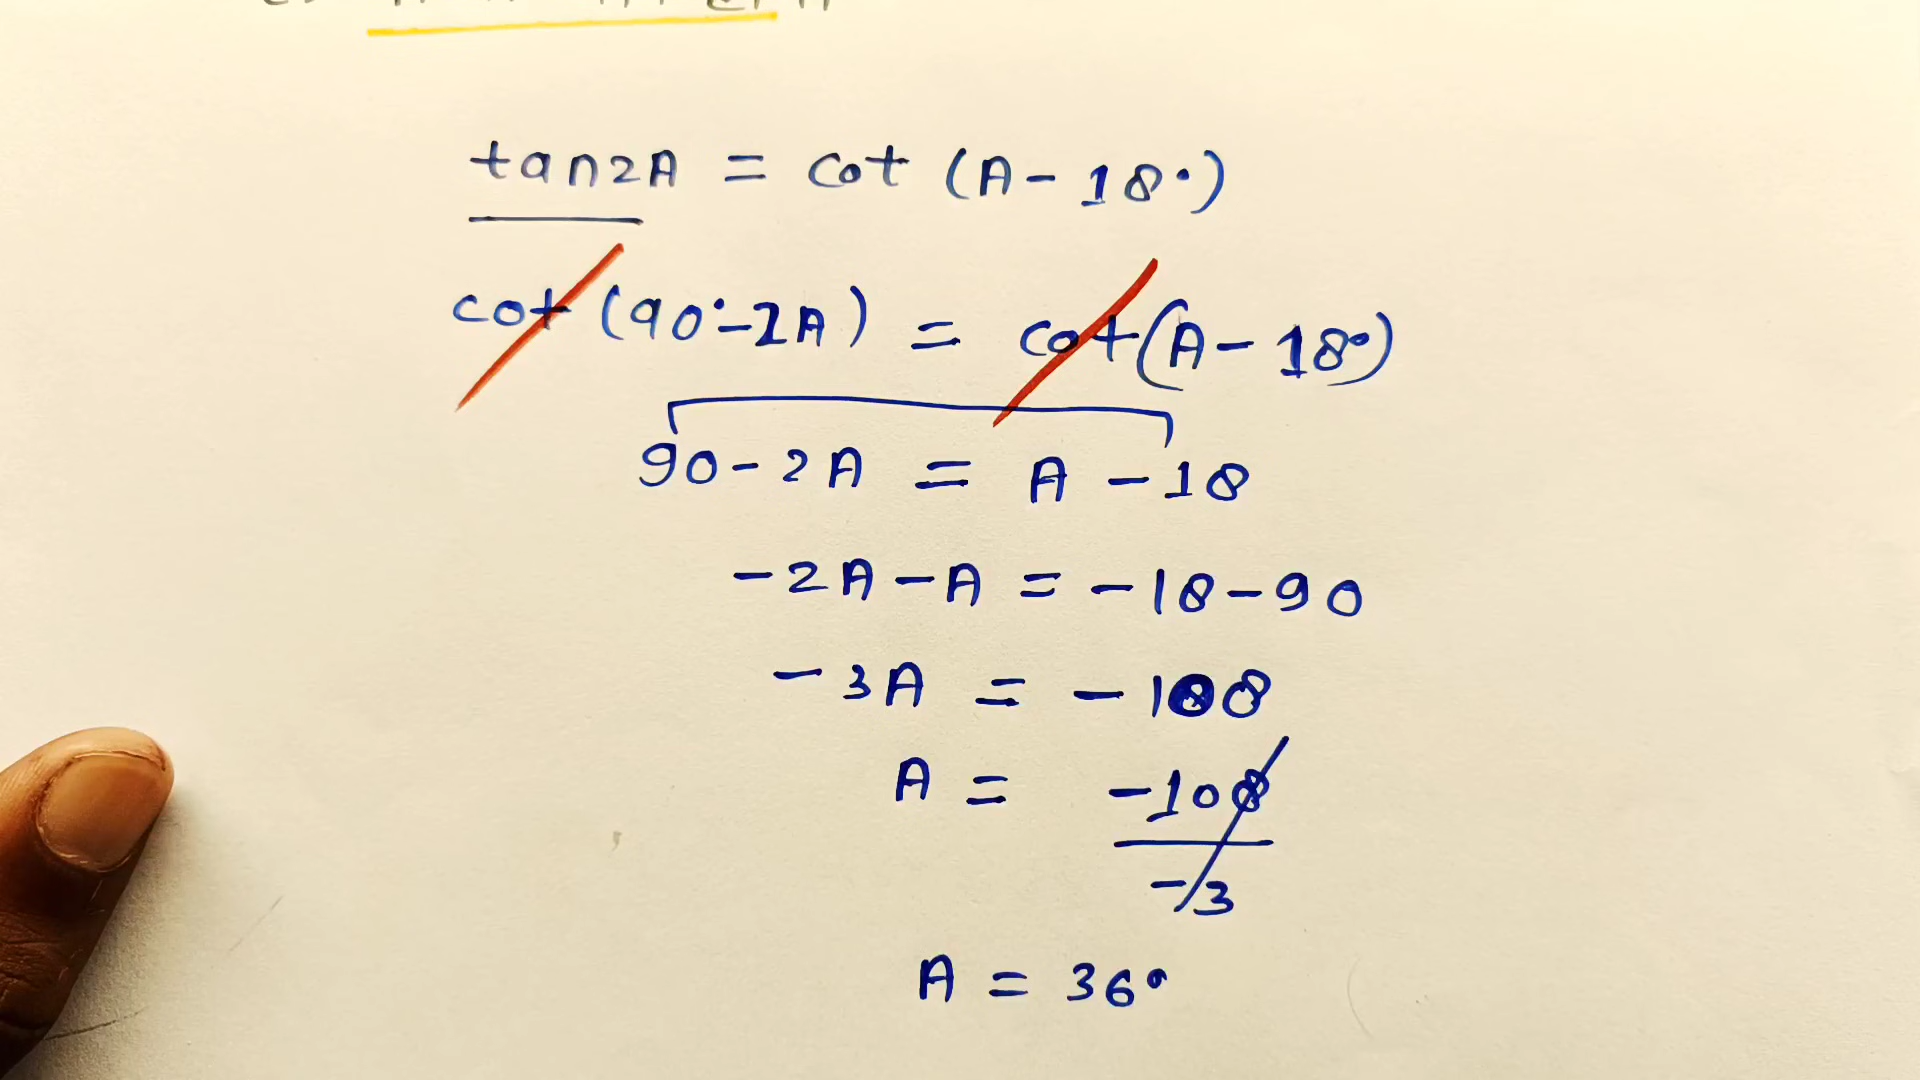 tan2A = cot (A - 18°)
cot (90° - 2A) = cot (A - 18°)
90 - 2A = A - 18
-2A - A = -18 - 90
-3A = -108
A = -108
-3
A = 36°